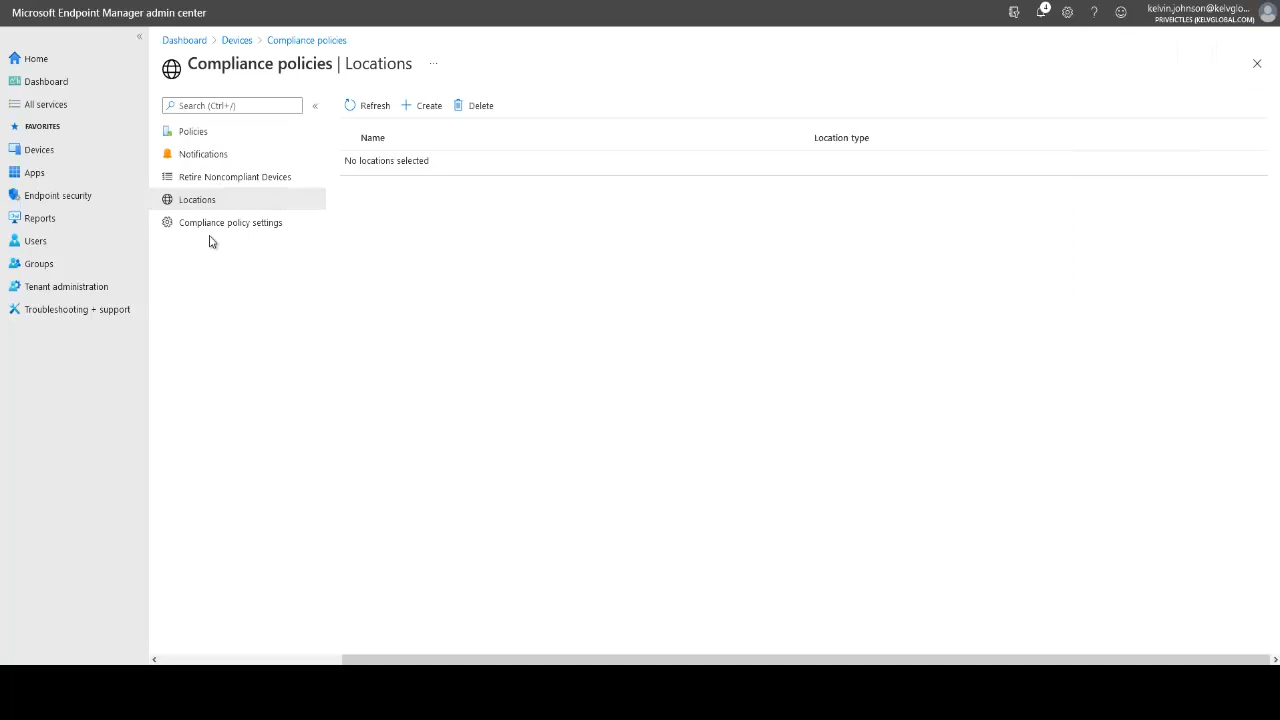 Microsoft Endpoint Manager admin center
4
kelvin.johnson@kelvglo...
PRIVEICTLES (KELVGLOBAL.COM)
«
Home
Dashboard
All services
FAVORITES
Devices
Apps
Endpoint security
Reports
Users
Groups
Tenant administration
Troubleshooting + support
Dashboard > Devices > Compliance policies
Compliance policies | Locations ...
Search (Ctrl+/) «
Policies
Notifications
Retire Noncompliant Devices
Locations
Compliance policy settings
Refresh + Create Delete
Name Location type
No locations selected